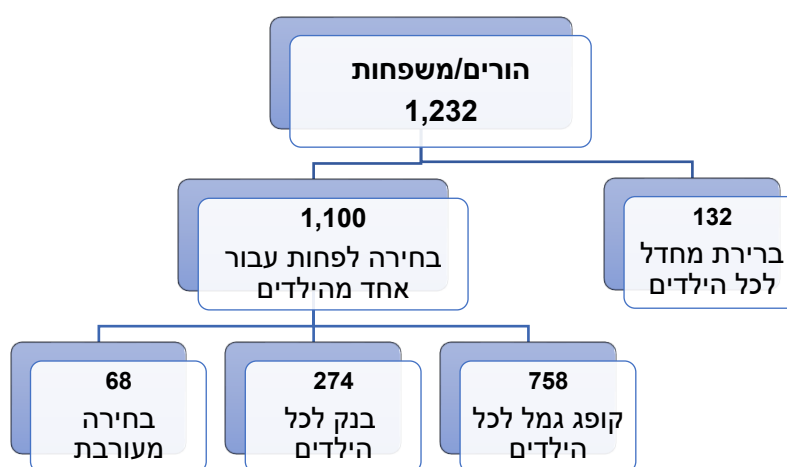 הורים/משפחות
1,232
132
ברירת מחדל
לכל הילדים
1,100
בחירה לפחות עבור
אחד מהילדים
758
קופג גמל לכל
הילדים
274
בנק לכל
הילדים
68
בחירה
מעורבת